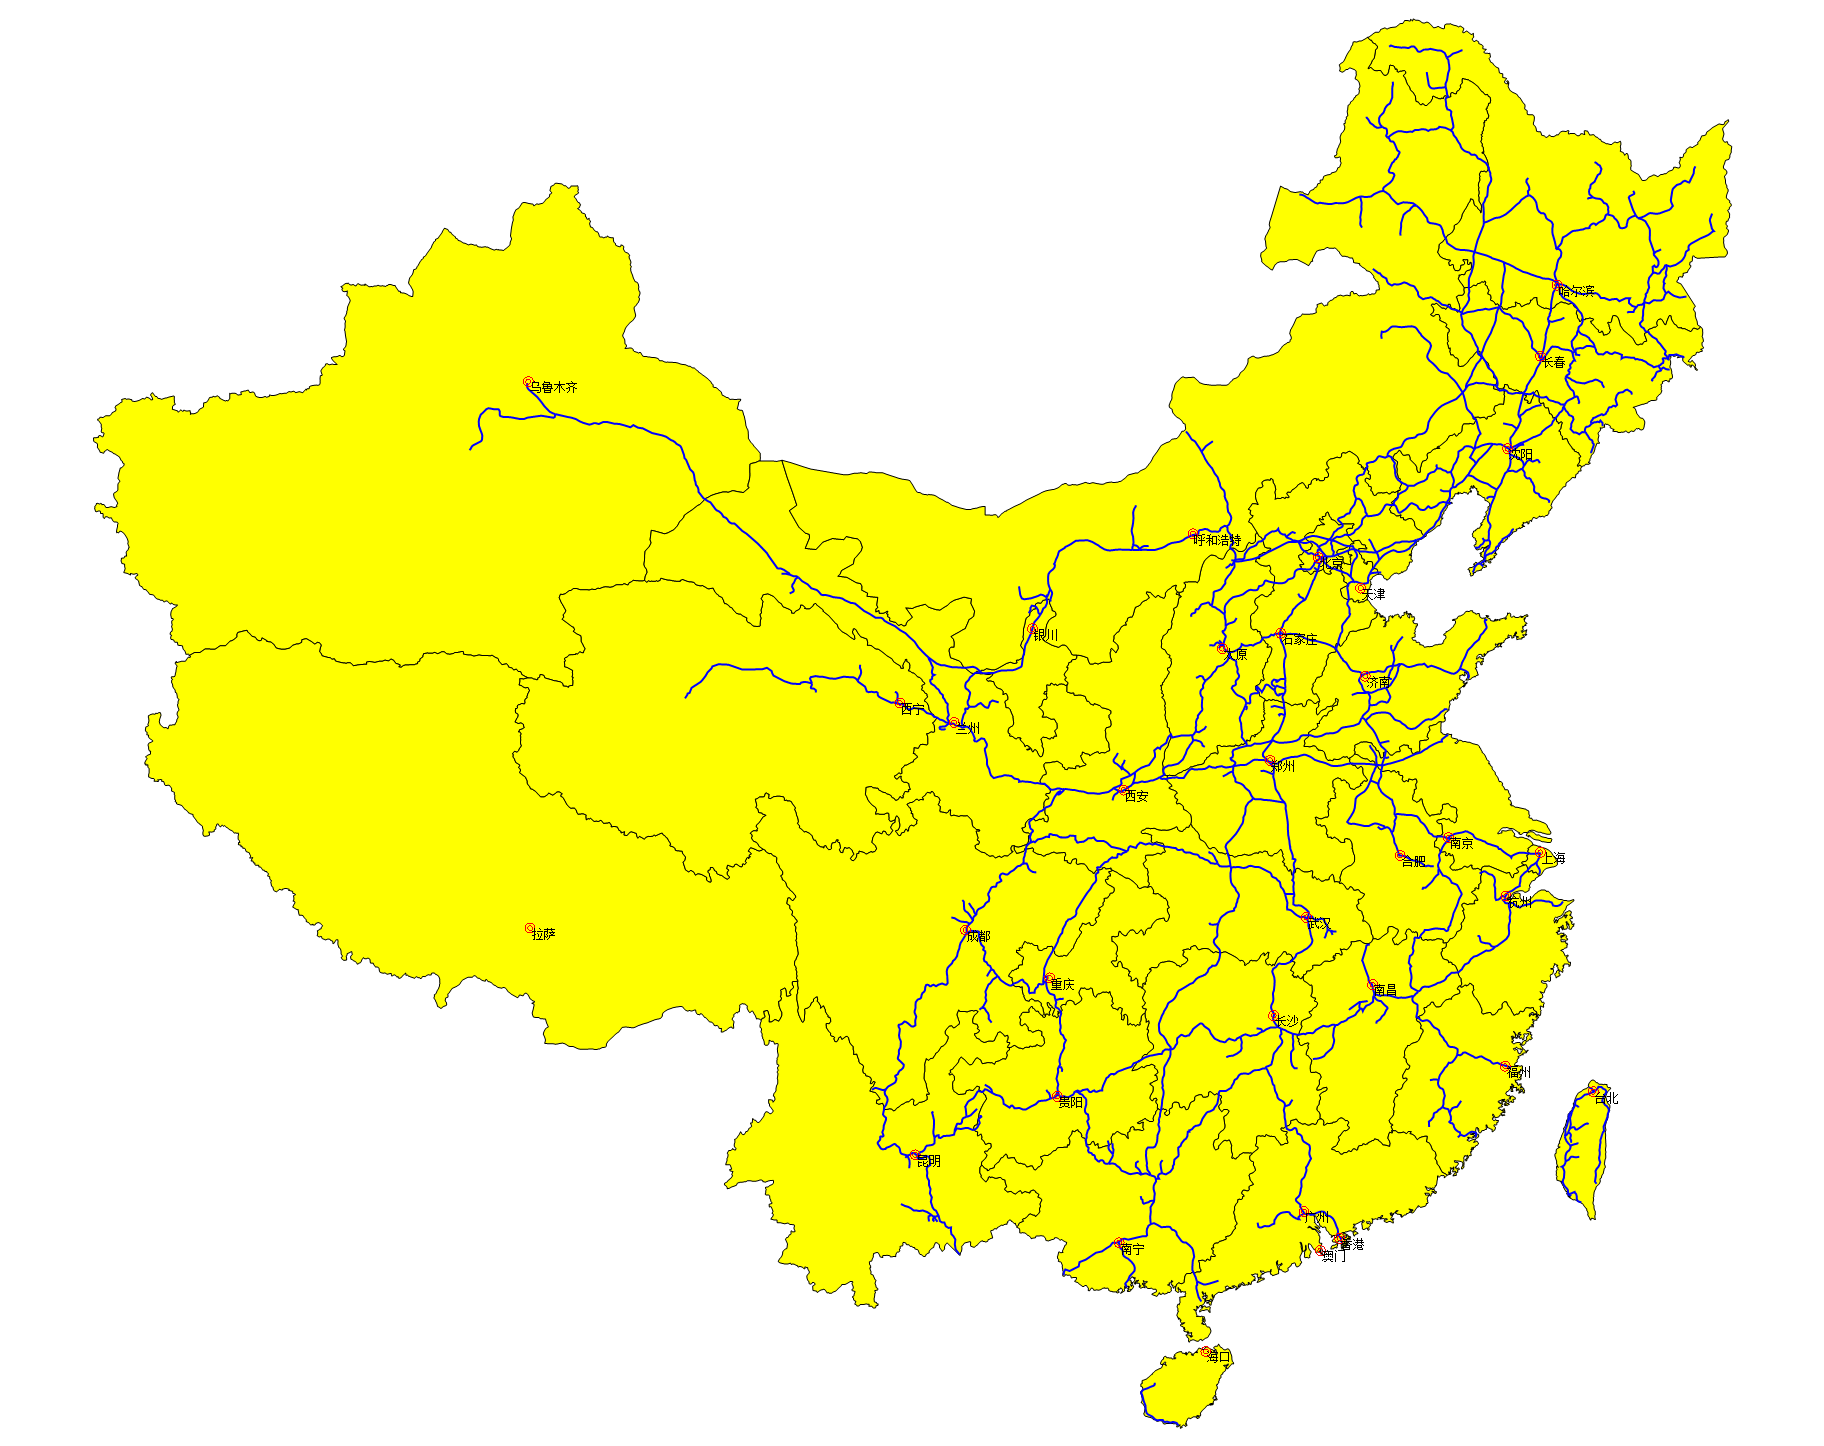 哈尔滨
长春
乌鲁木齐
沈阳
呼和浩特
北京
天津
银川
石家庄
太原
济南
西宁
兰州
郑州
西安
南京
上海
合肥
杭州
武汉
拉萨
成都
重庆
南昌
长沙
福州
台北
贵阳
昆明
广州
香港
南宁
澳门
海口